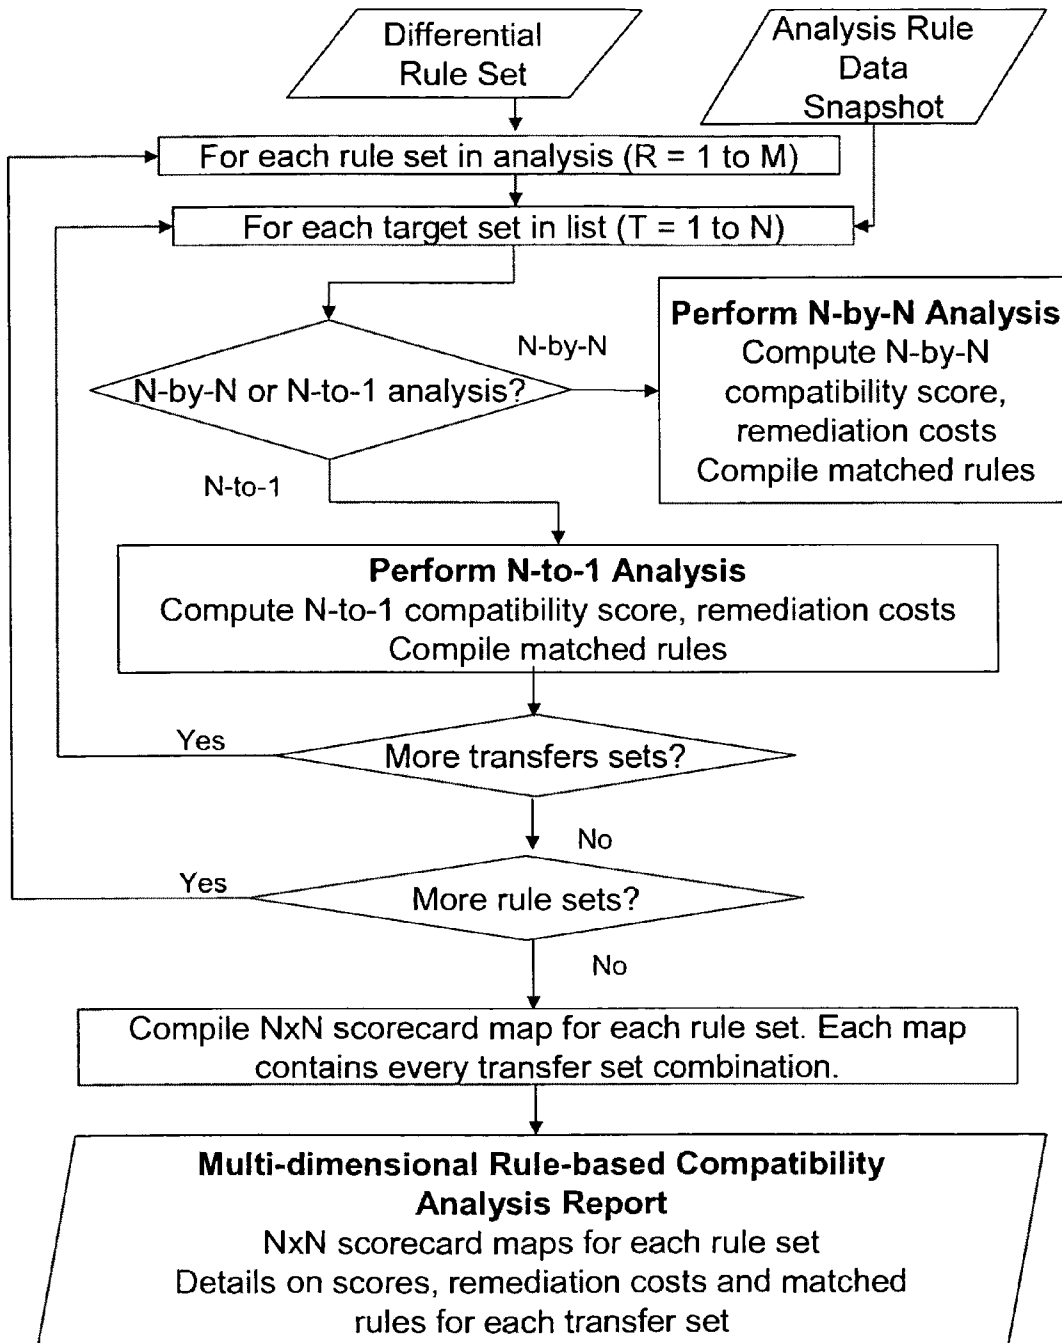 Differential
Rule Set
Analysis Rule
Data
Snapshot
For each rule set in analysis (R = 1 to M)
For each target set in list (T = 1 to N)
N-by-N or N-to-1 analysis?
N-by-N
Perform N-by-N Analysis
Compute N-by-N
compatibility score,
remediation costs
Compile matched rules
N-to-1
Perform N-to-1 Analysis
Compute N-to-1 compatibility score, remediation costs
Compile matched rules
Yes
More transfers sets?
No
Yes
More rule sets?
No
Compile NxN scorecard map for each rule set. Each map
contains every transfer set combination.
Multi-dimensional Rule-based Compatibility
Analysis Report
NxN scorecard maps for each rule set
Details on scores, remediation costs and matched
rules for each transfer set